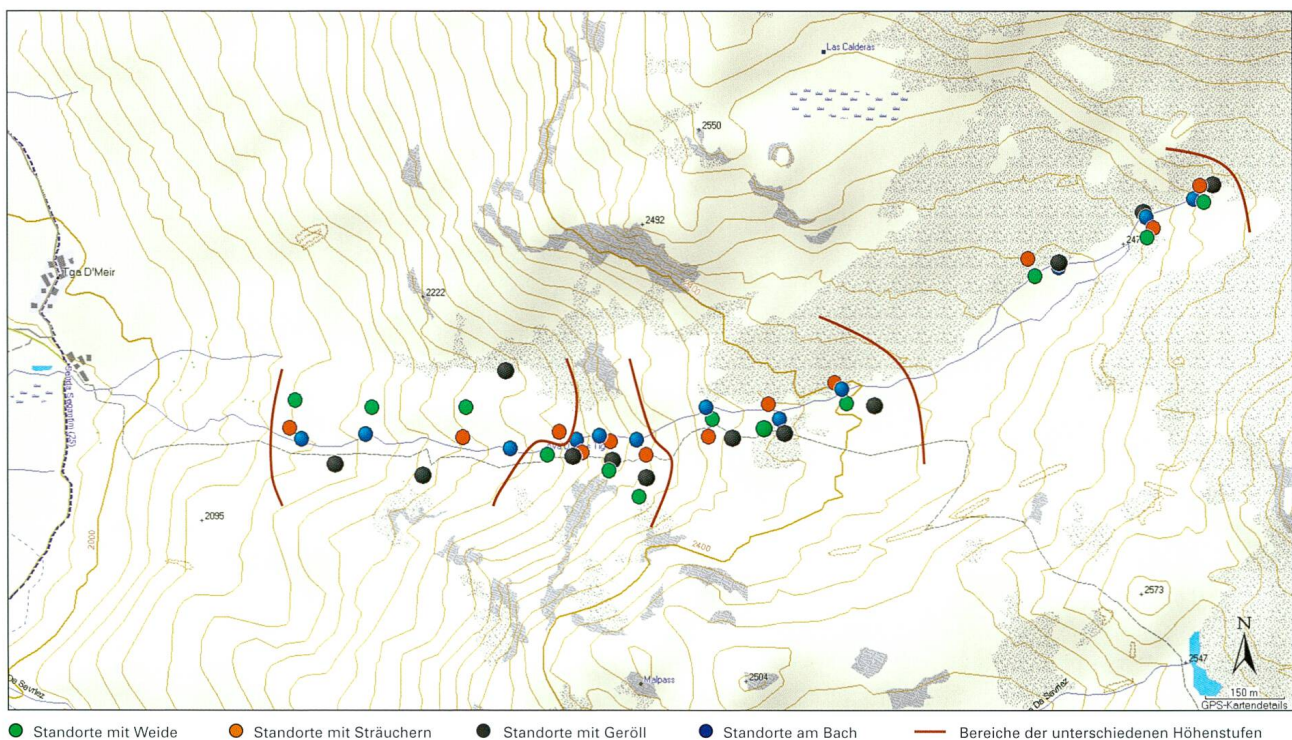 Las Calderas
2550
2492
Tga D'Meir
2222
2095
2000
2400
2573
2547
2504
Malpass
N
150 m
GPS-Kartendetails
Standorte mit Weide
Standorte mit Sträuchern
Standorte mit Geröll
Standorte am Bach
Bereiche der unterschiedenen Höhenstufen